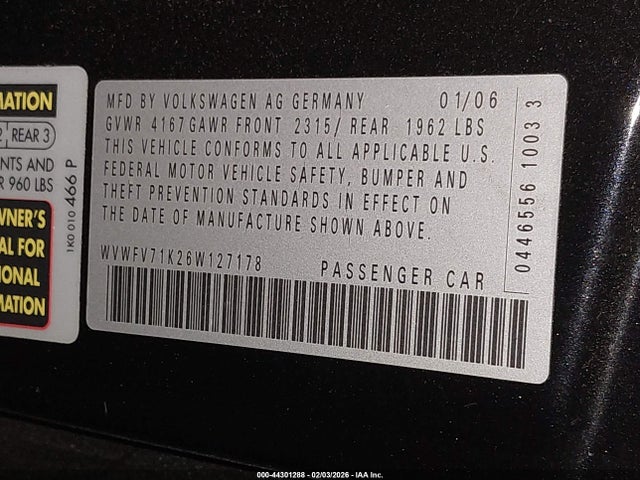 MATION
2 REAR 3
NTS AND
R 960 LBS
WNER'S
AL FOR
IONAL
MATION
1K0 010 466 P
MFD BY VOLKSWAGEN AG GERMANY 01/06
GVWR 4167 GAWR FRONT 2315/ REAR 1962 LBS
THIS VEHICLE CONFORMS TO ALL APPLICABLE U.S.
FEDERAL MOTOR VEHICLE SAFETY, BUMPER AND
THEFT PREVENTION STANDARDS IN EFFECT ON
THE DATE OF MANUFACTURE SHOWN ABOVE.
WVWFV71K26W127178 PASSENGER CAR
0446556 1003 3
000-44301288 - 02/03/2026 - IAA Inc.